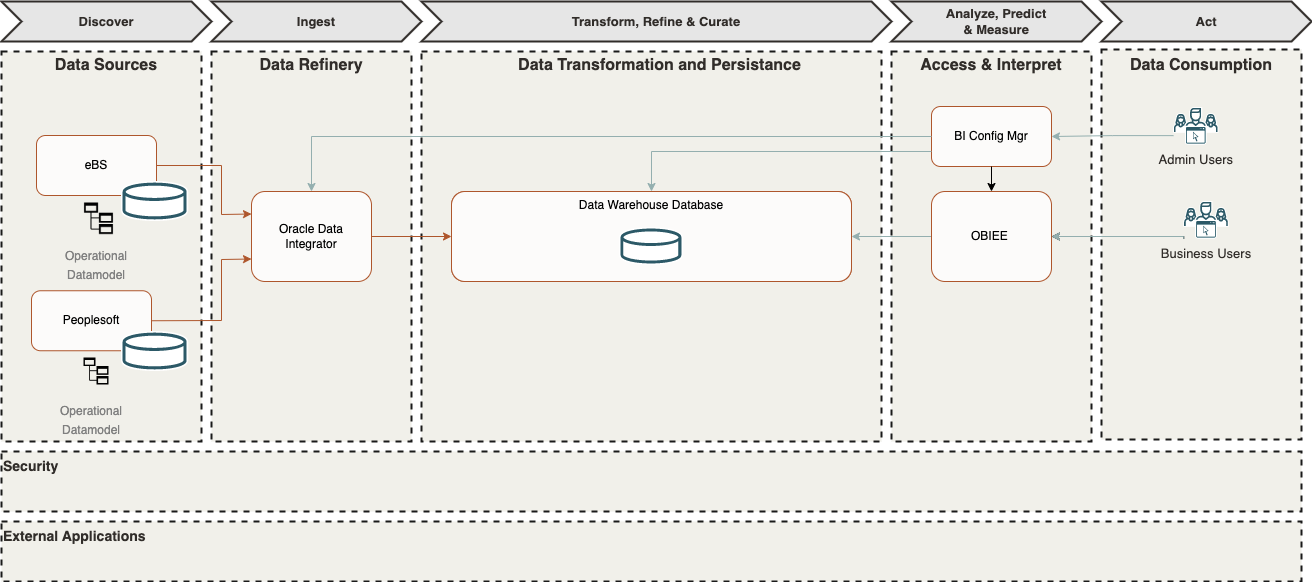 Discover
Ingest
Transform, Refine & Curate
Analyze, Predict
& Measure
Act
Data Sources
Data Refinery
Data Transformation and Persistance
Access & Interpret
Data Consumption
eBS
Operational
Datamodel
Peoplesoft
Operational
Datamodel
Oracle Data
Integrator
Data Warehouse Database
BI Config Mgr
OBIEE
Admin Users
Business Users
Security
External Applications